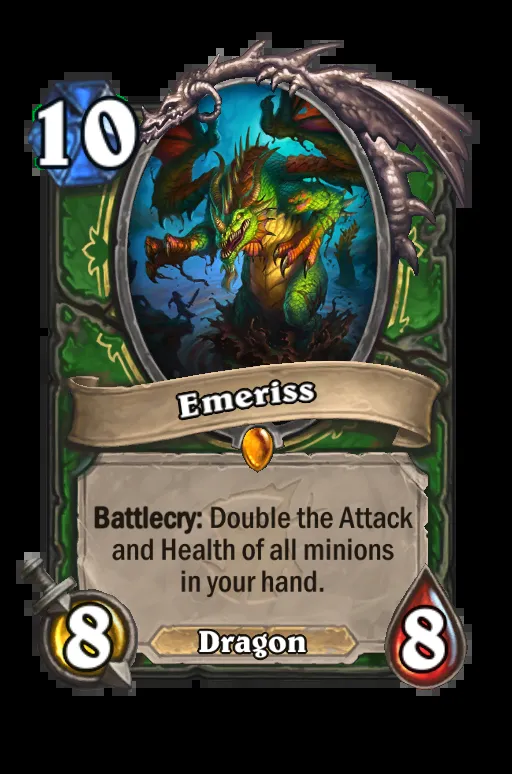 10
Emeriss
Battlecry: Double the Attack
and Health of all minions
in your hand.
8
Dragon
8